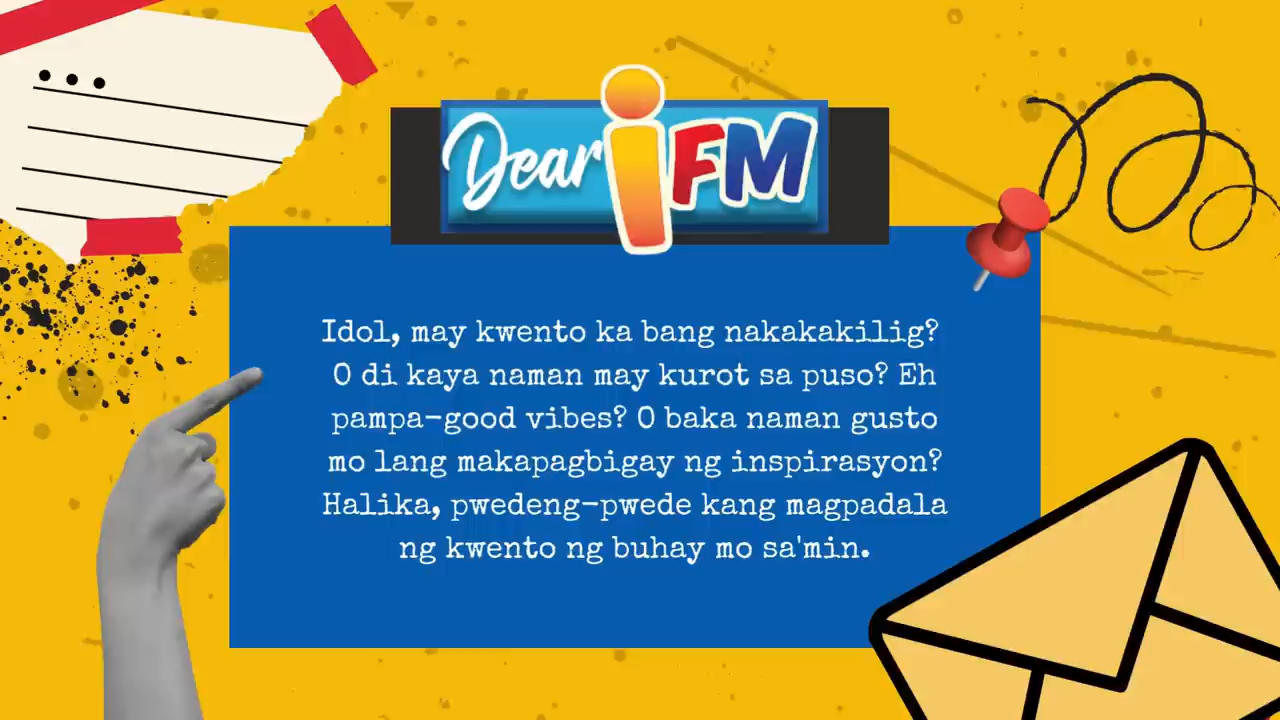 Dear iFM
Idol, may kwento ka bang nakakakilig?
O di kaya naman may kurot sa puso? Eh
pampa-good vibes? O baka naman gusto
mo lang makapagbigay ng inspirasyon?
Halika, pwedeng-pwede kang magpadala
ng kwento ng buhay mo sa'min.